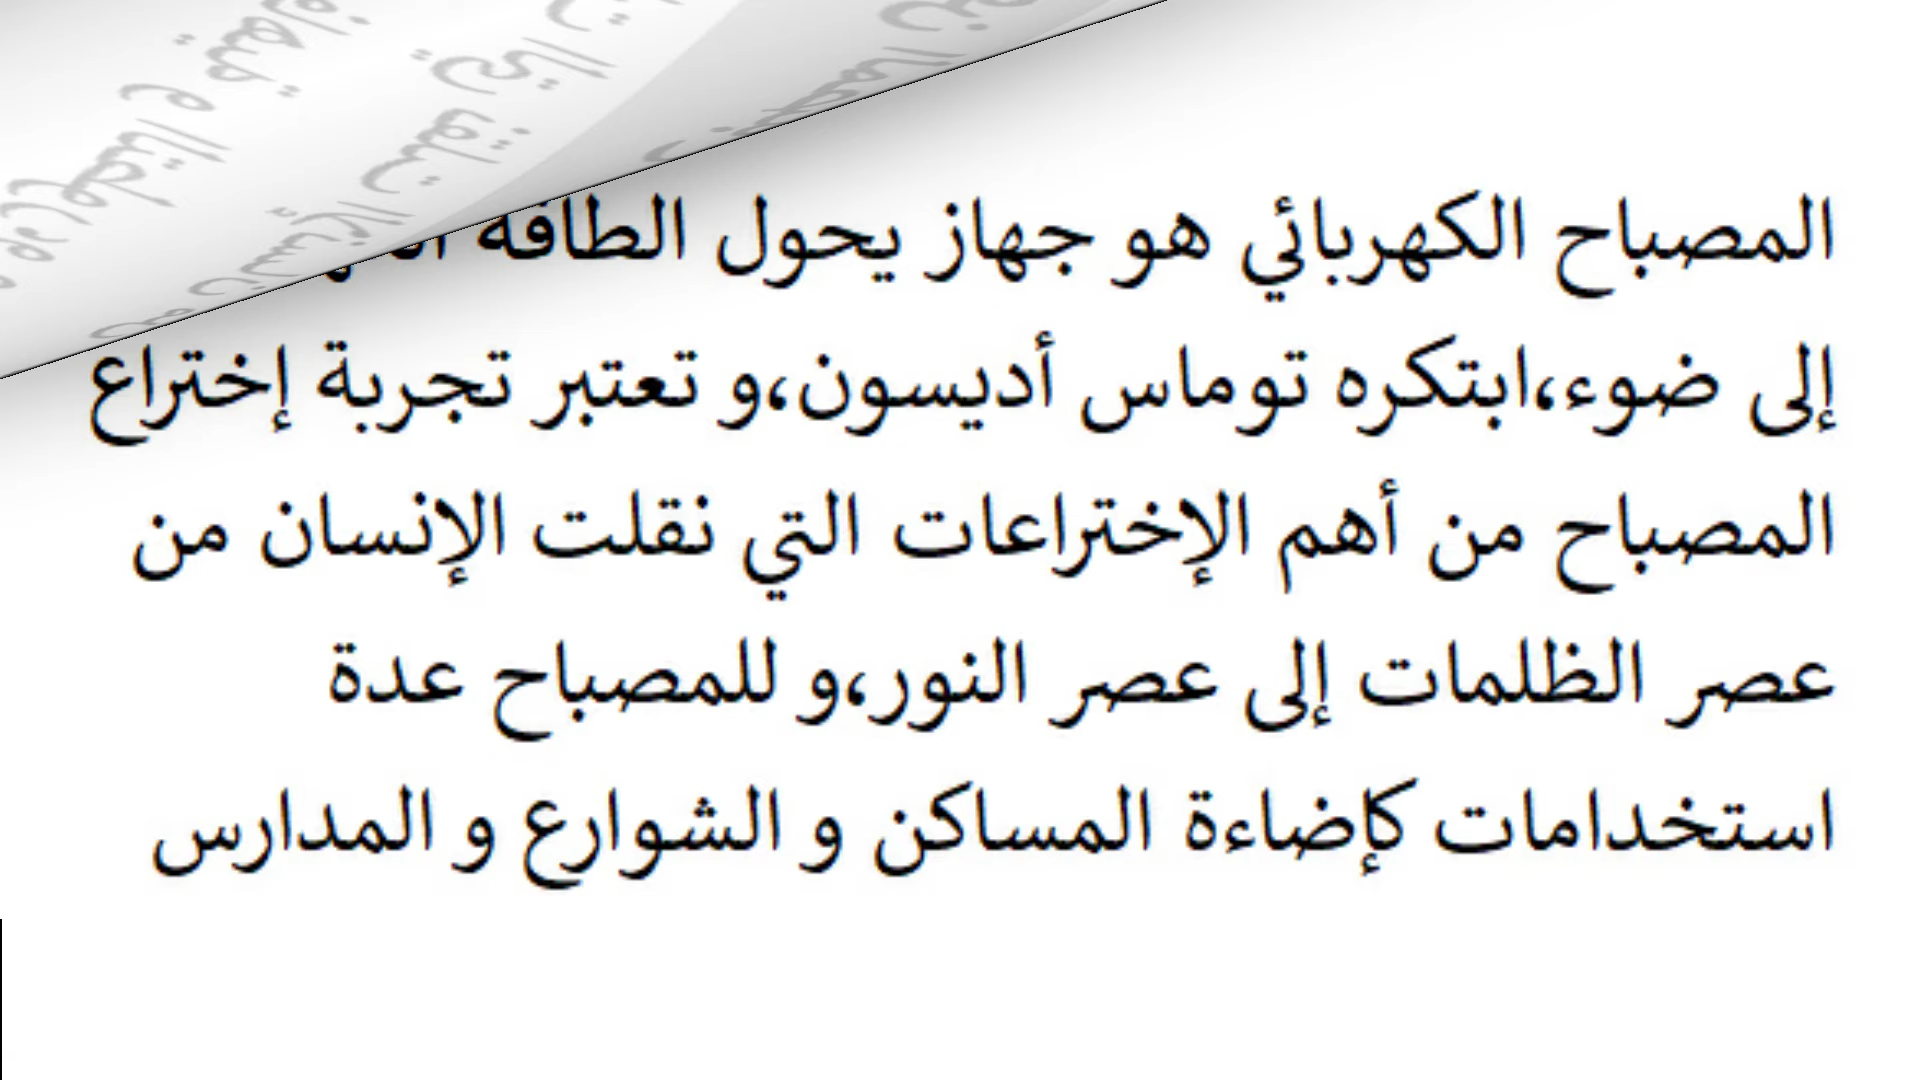 المصباح الكهربائي هو جهاز يحول الطاقة
إلى ضوء،ابتكره توماس أديسون،و تعتبر تجربة إختراع
المصباح من أهم الإختراعات التي نقلت الإنسان من
عصر الظلمات إلى عصر النور،و للمصباح عدة
استخدامات كإضاءة المساكن و الشوارع و المدارس